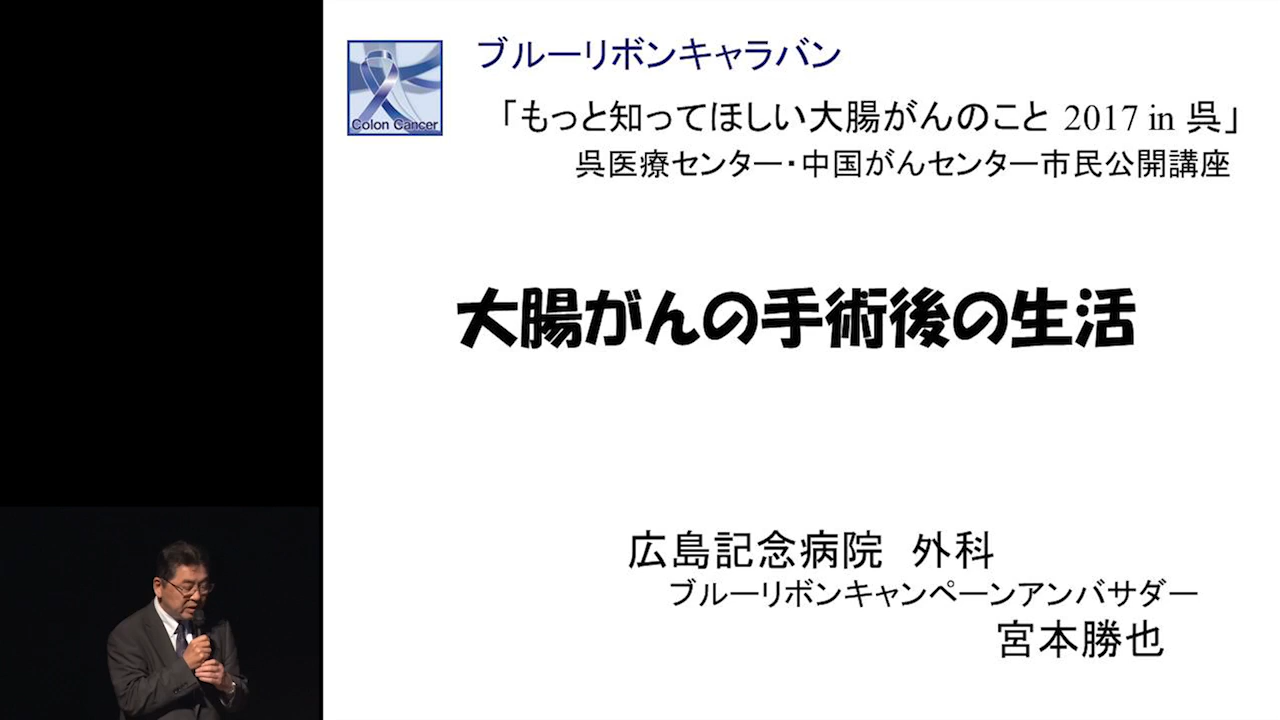 Colon Cancer
ブルーリボンキャラバン
「もっと知ってほしい大腸がんのこと 2017 in 呉」
呉医療センター・中国がんセンター市民公開講座
大腸がんの手術後の生活
広島記念病院 外科
ブルーリボンキャンペーンアンバサダー
宮本勝也